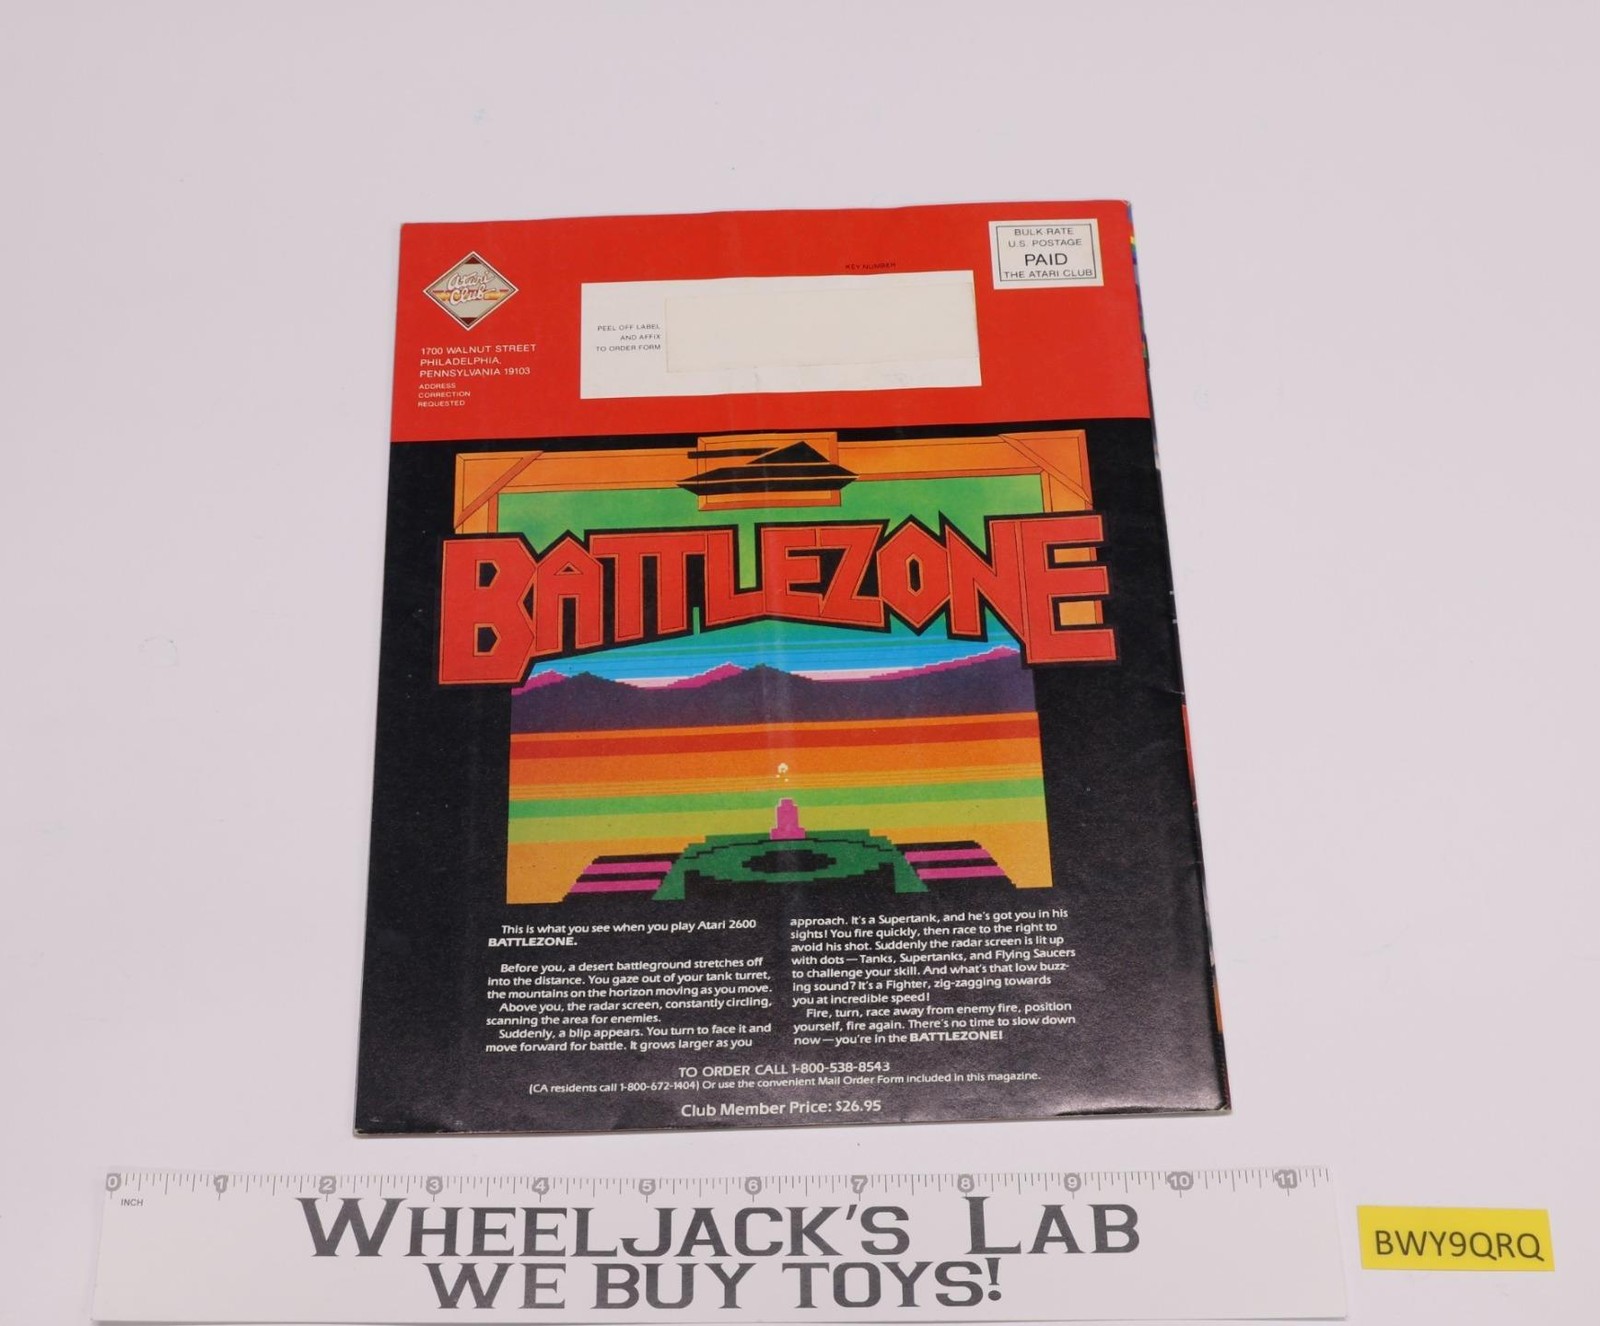 BULK RATE
U.S. POSTAGE
PAID
THE ATARI CLUB
KEY NUMBER
Atari
Club
PEEL OFF LABEL
AND AFFIX
TO ORDER FORM
1700 WALNUT STREET
PHILADELPHIA,
PENNSYLVANIA 19103
ADDRESS
CORRECTION
REQUESTED
BATTLEZONE
This is what you see when you play Atari 2600
BATTLEZONE.
Before you, a desert battleground stretches off
into the distance. You gaze out of your tank turret,
the mountains on the horizon moving as you move.
Above you, the radar screen, constantly circling,
scanning the area for enemies.
Suddenly, a blip appears. You turn to face it and
move forward for battle. It grows larger as you
approach. It's a Supertank, and he's got you in his
sights! You fire quickly, then race to the right to
avoid his shot. Suddenly the radar screen is lit up
with dots—Tanks, Supertanks, and Flying Saucers
to challenge your skill. And what's that low buzz-
ing sound? It's a Fighter, zig-zagging towards
you at incredible speed!
Fire, turn, race away from enemy fire, position
yourself, fire again. There's no time to slow down
now—you're in the BATTLEZONE!
TO ORDER CALL 1-800-538-8543
(CA residents call 1-800-672-1404) Or use the convenient Mail Order Form included in this magazine.
Club Member Price: $26.95
0 1 2 3 4 5 6 7 8 9 10 11
INCH
WHEELJACK'S LAB
WE BUY TOYS!
BWY9QRQ